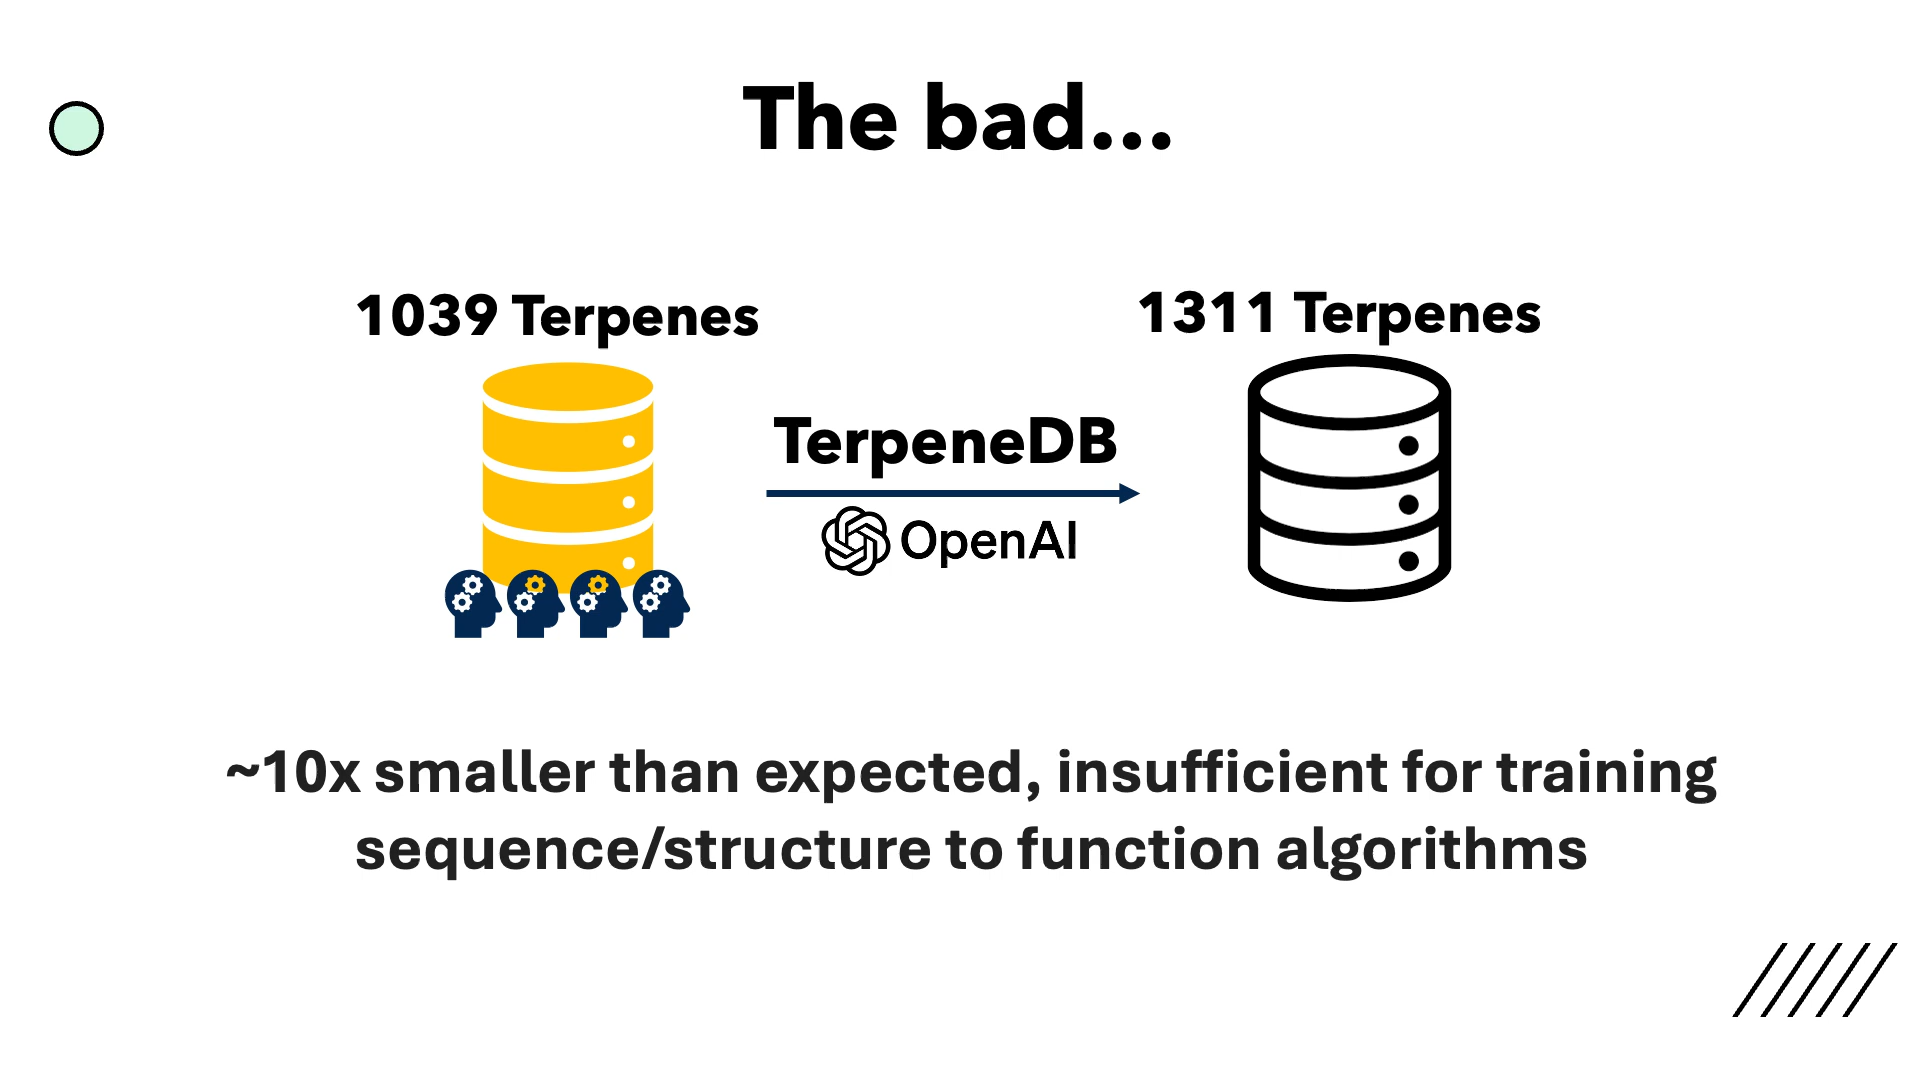 The bad...
1039 Terpenes
1311 Terpenes
TerpeneDB
OpenAI
~10x smaller than expected, insufficient for training
sequence/structure to function algorithms